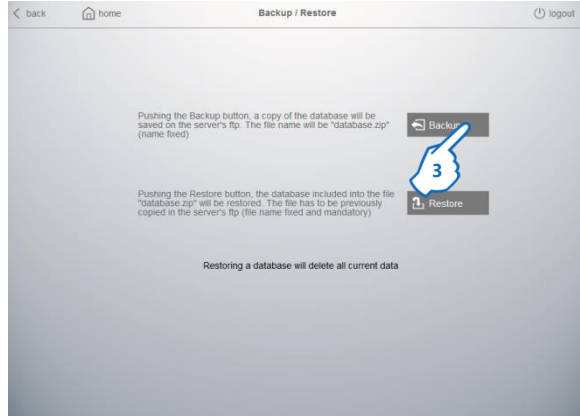 back
home
Backup / Restore
logout
Pushing the Backup button, a copy of the database will be
saved on the server's ftp. The file name will be "database.zip"
(name fixed)
Backup
3
Pushing the Restore button, the database included into the file
"database.zip" will be restored. The file has to be previously
copied in the server's ftp (file name fixed and mandatory)
Restore
Restoring a database will delete all current data